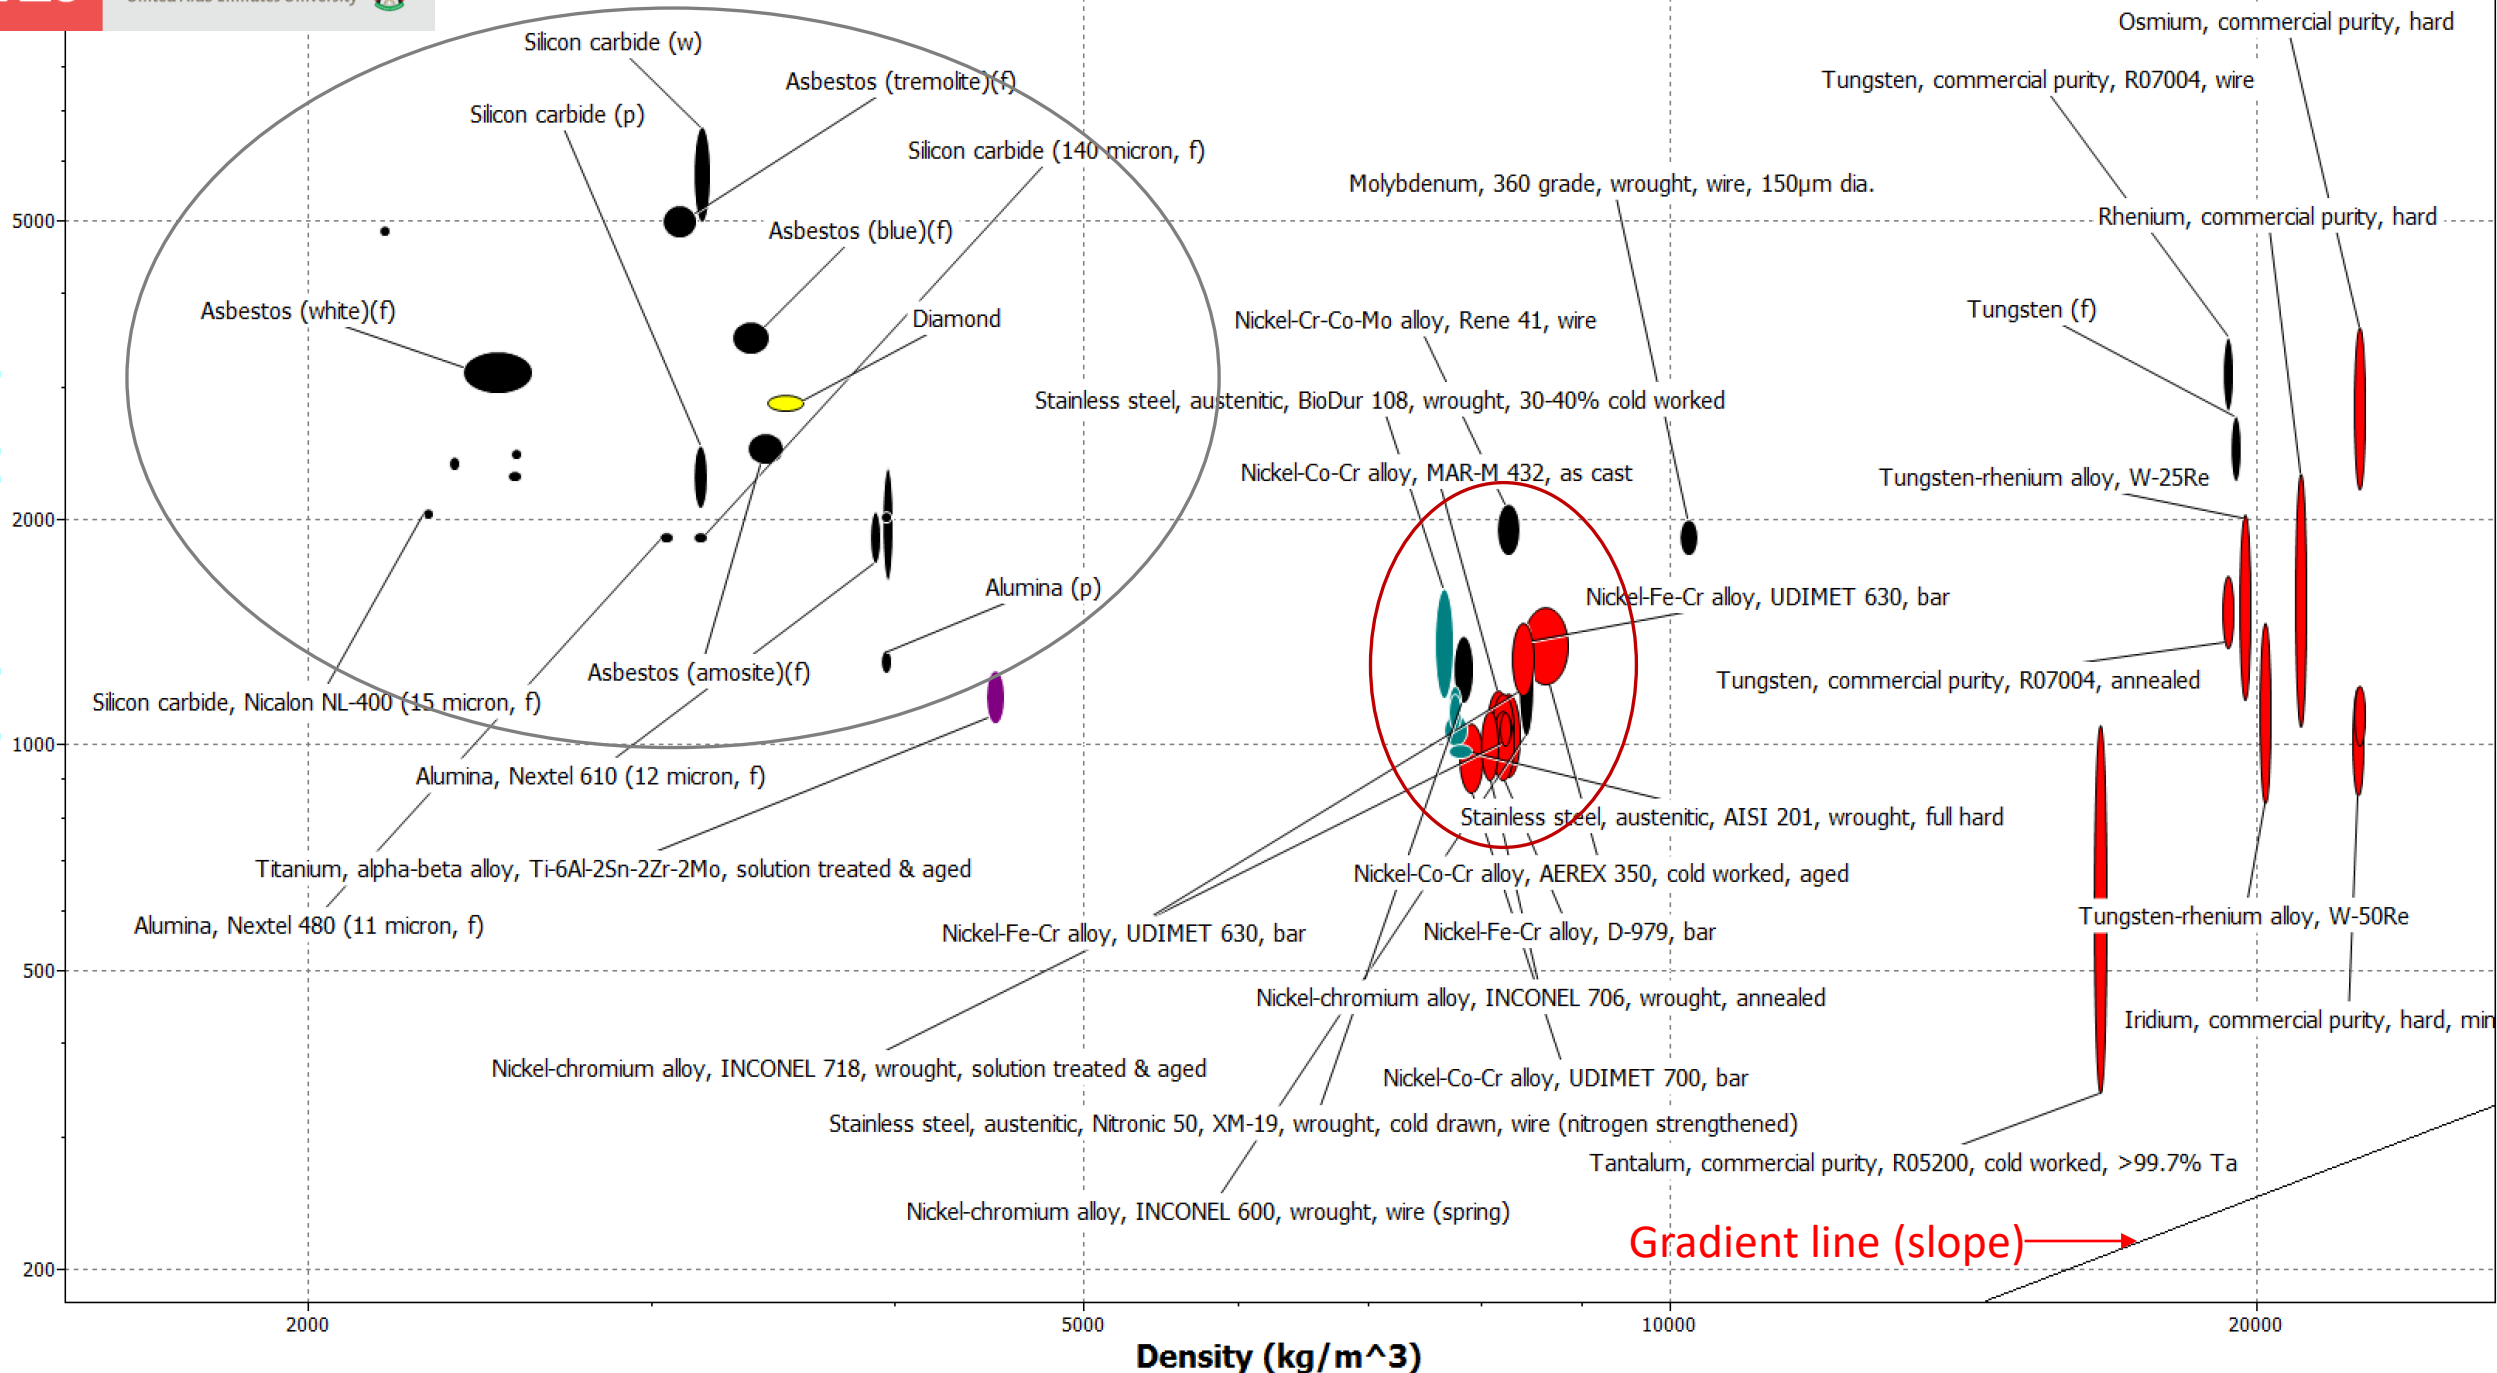 United Arab Emirates University
Osmium, commercial purity, hard
Silicon carbide (w)
Asbestos (tremolite)(f)
Tungsten, commercial purity, R07004, wire
Silicon carbide (p)
Silicon carbide (140 micron, f)
Molybdenum, 360 grade, wrought, wire, 150µm dia.
5000
Rhenium, commercial purity, hard
Asbestos (blue)(f)
Asbestos (white)(f)
Diamond
Nickel-Cr-Co-Mo alloy, Rene 41, wire
Tungsten (f)
Stainless steel, austenitic, BioDur 108, wrought, 30-40% cold worked
Nickel-Co-Cr alloy, MAR-M 432, as cast
Tungsten-rhenium alloy, W-25Re
2000
Alumina (p)
Nickel-Fe-Cr alloy, UDIMET 630, bar
Asbestos (amosite)(f)
Tungsten, commercial purity, R07004, annealed
Silicon carbide, Nicalon NL-400 (15 micron, f)
1000
Alumina, Nextel 610 (12 micron, f)
Stainless steel, austenitic, AISI 201, wrought, full hard
Titanium, alpha-beta alloy, Ti-6Al-2Sn-2Zr-2Mo, solution treated & aged
Nickel-Co-Cr alloy, AEREX 350, cold worked, aged
Tungsten-rhenium alloy, W-50Re
Alumina, Nextel 480 (11 micron, f)
Nickel-Fe-Cr alloy, UDIMET 630, bar
Nickel-Fe-Cr alloy, D-979, bar
500
Nickel-chromium alloy, INCONEL 706, wrought, annealed
Iridium, commercial purity, hard, min
Nickel-chromium alloy, INCONEL 718, wrought, solution treated & aged
Nickel-Co-Cr alloy, UDIMET 700, bar
Stainless steel, austenitic, Nitronic 50, XM-19, wrought, cold drawn, wire (nitrogen strengthened)
Tantalum, commercial purity, R05200, cold worked, >99.7% Ta
Nickel-chromium alloy, INCONEL 600, wrought, wire (spring)
Gradient line (slope)
200
2000
5000
10000
20000
Density (kg/m^3)